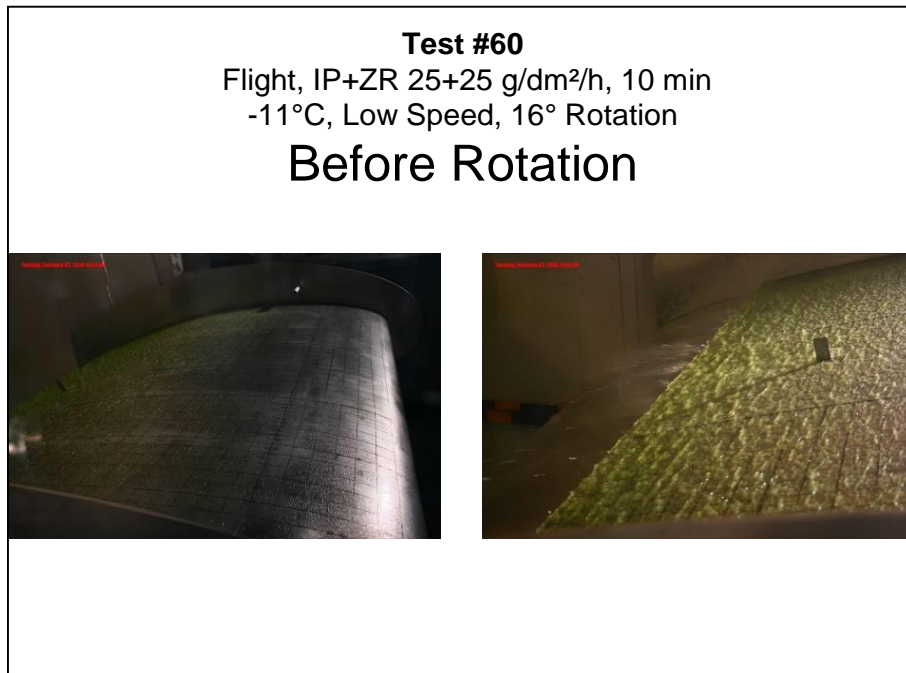 Test #60
Flight, IP+ZR 25+25 g/dm²/h, 10 min
-11°C, Low Speed, 16° Rotation
Before Rotation